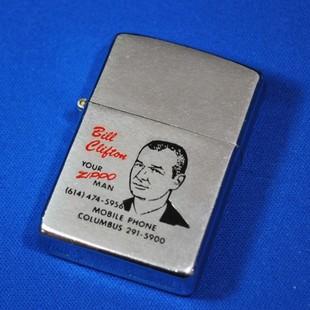 Bill
Clifton
YOUR
ZIPPO
MAN
(614) 474-5956
MOBILE PHONE
COLUMBUS 291-5900